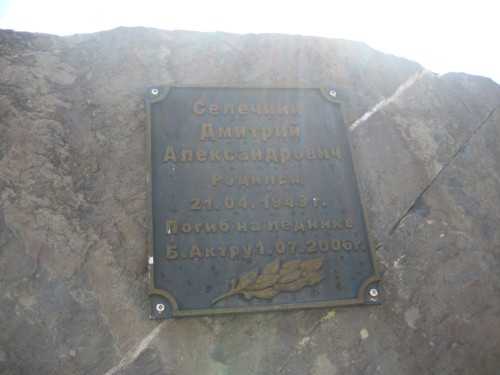 Селечник
Дмитрий
Александрович
Родился
21.04.1949г.
Погиб на леднике
Б.Актру 1.07.2006г.